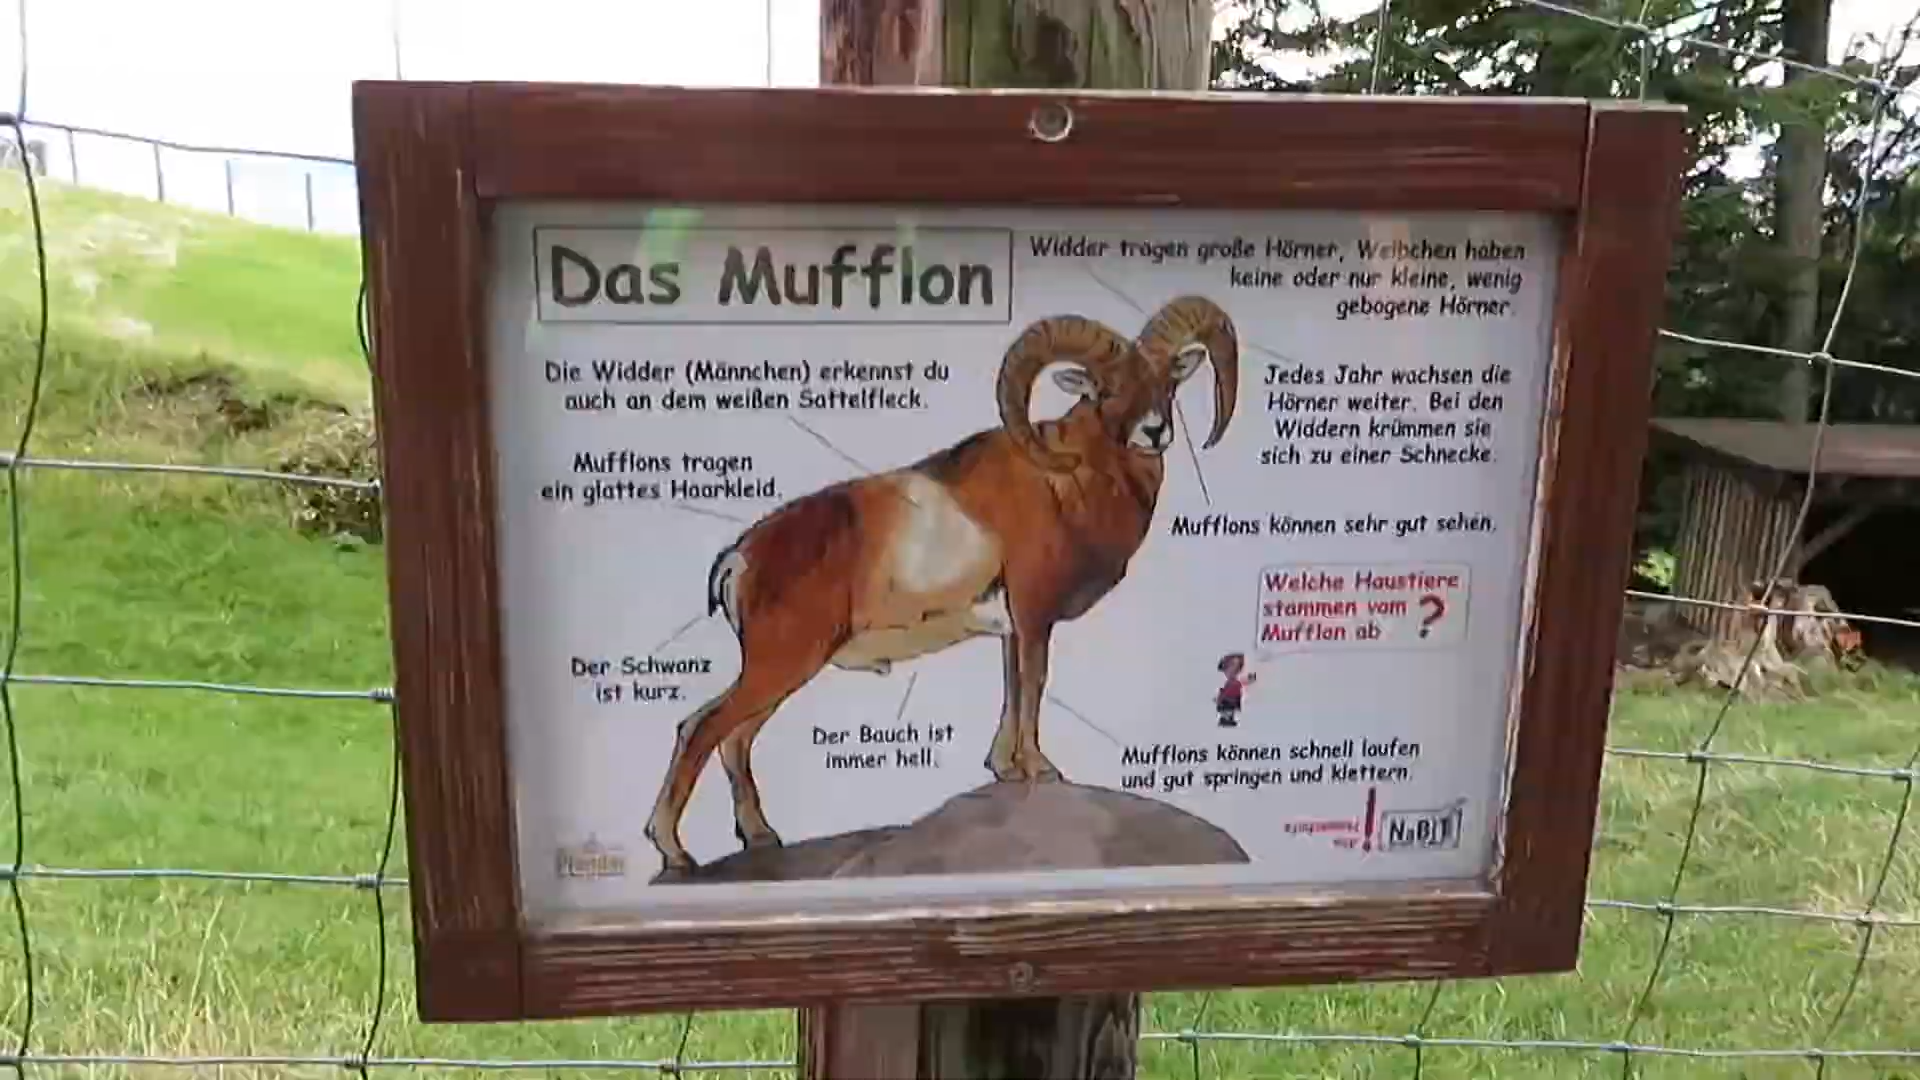 Das Mufflon
Widder tragen große Hörner, Weibchen haben
keine oder nur kleine, wenig
gebogene Hörner.
Die Widder (Männchen) erkennst du
auch an dem weißen Sattelfleck.
Jedes Jahr wachsen die
Hörner weiter. Bei den
Widdern krümmen sie
sich zu einer Schnecke.
Mufflons tragen
ein glattes Haarkleid.
Mufflons können sehr gut sehen.
Welche Haustiere
stammen vom
Mufflon ab ?
Der Schwanz
ist kurz.
Der Bauch ist
immer hell.
Mufflons können schnell laufen
und gut springen und klettern.
Pfänder